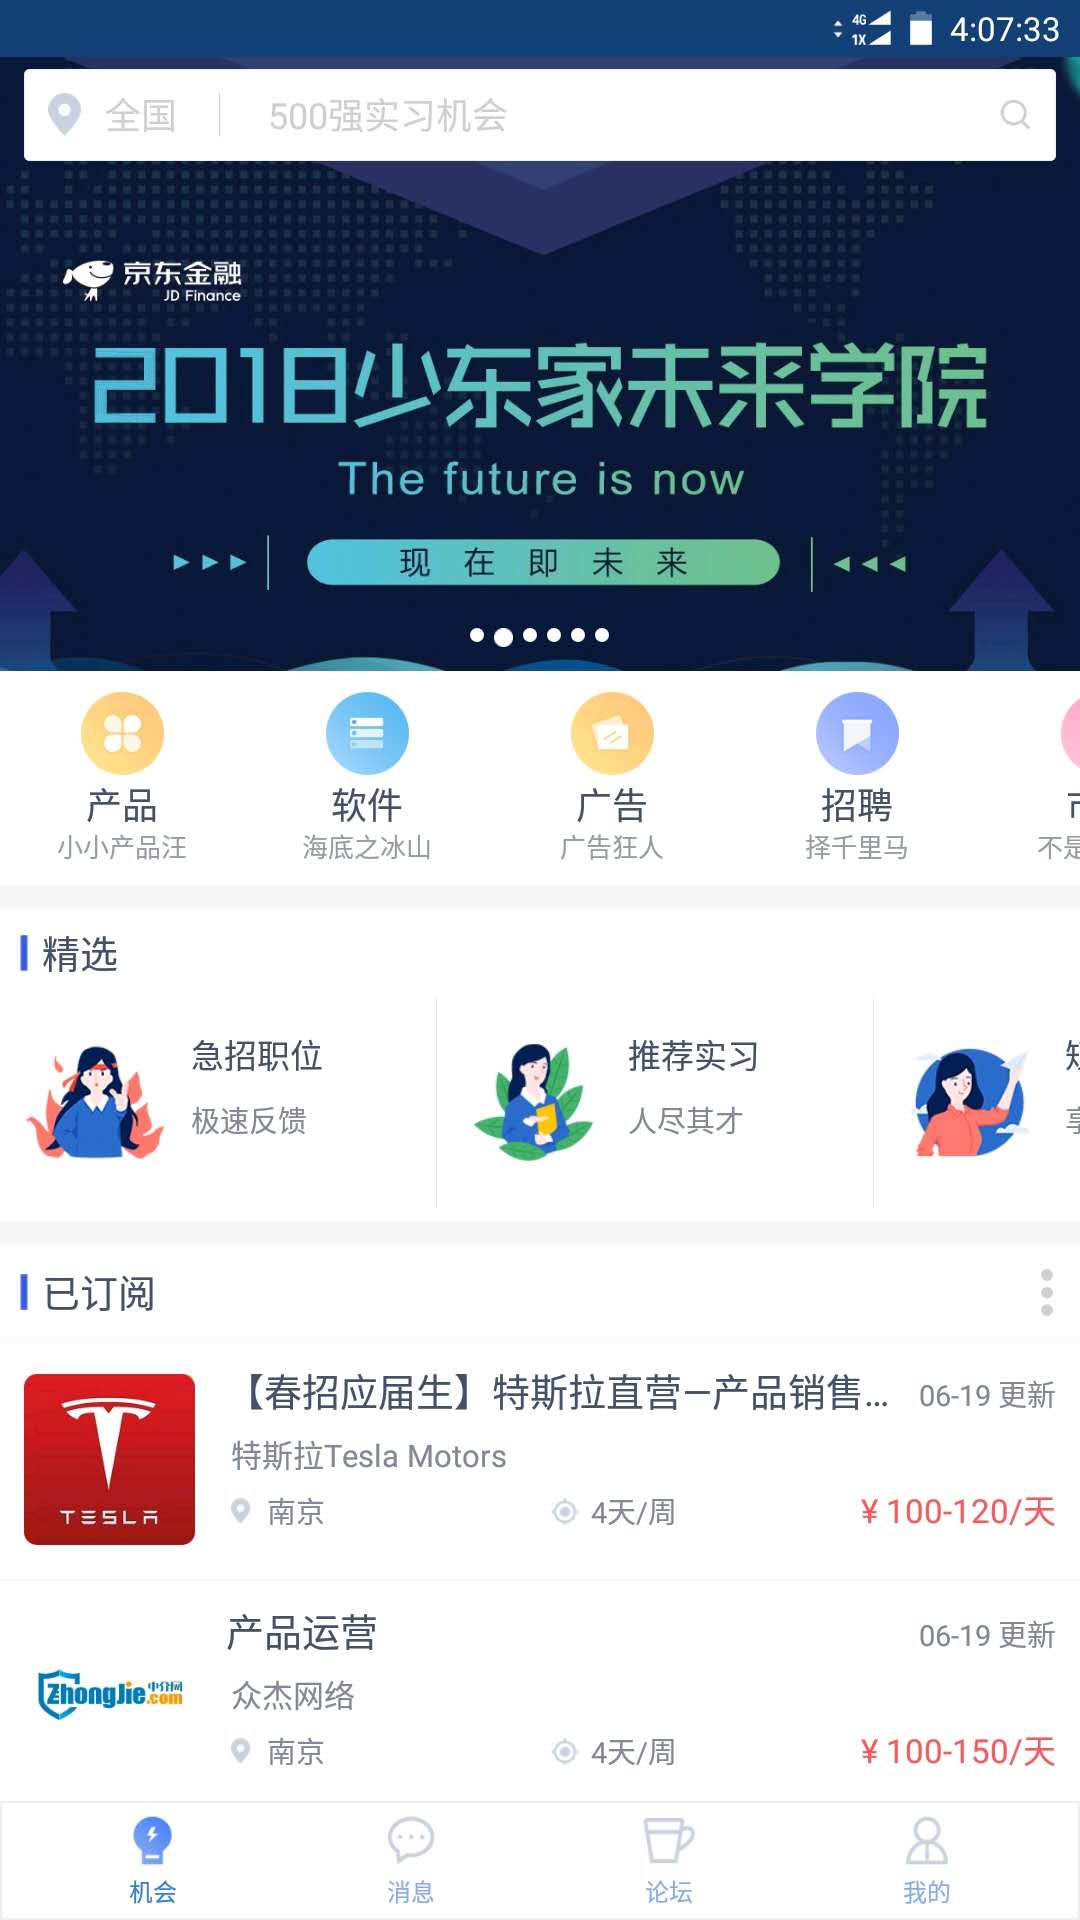 4G
1X
4:07:33
全国
500强实习机会
京东金融
JD Finance
2018少东家未来学院
The future is now
现在即未来
产品
小小产品汪
软件
海底之冰山
广告
广告狂人
招聘
择千里马
不是
精选
急招职位
极速反馈
推荐实习
人尽其才
已订阅
【春招应届生】特斯拉直营—产品销售...
06-19 更新
TESLA
特斯拉Tesla Motors
南京
4天/周
¥ 100-120/天
产品运营
06-19 更新
ZhongJie中介网.com
众杰网络
南京
4天/周
¥ 100-150/天
机会
消息
论坛
我的